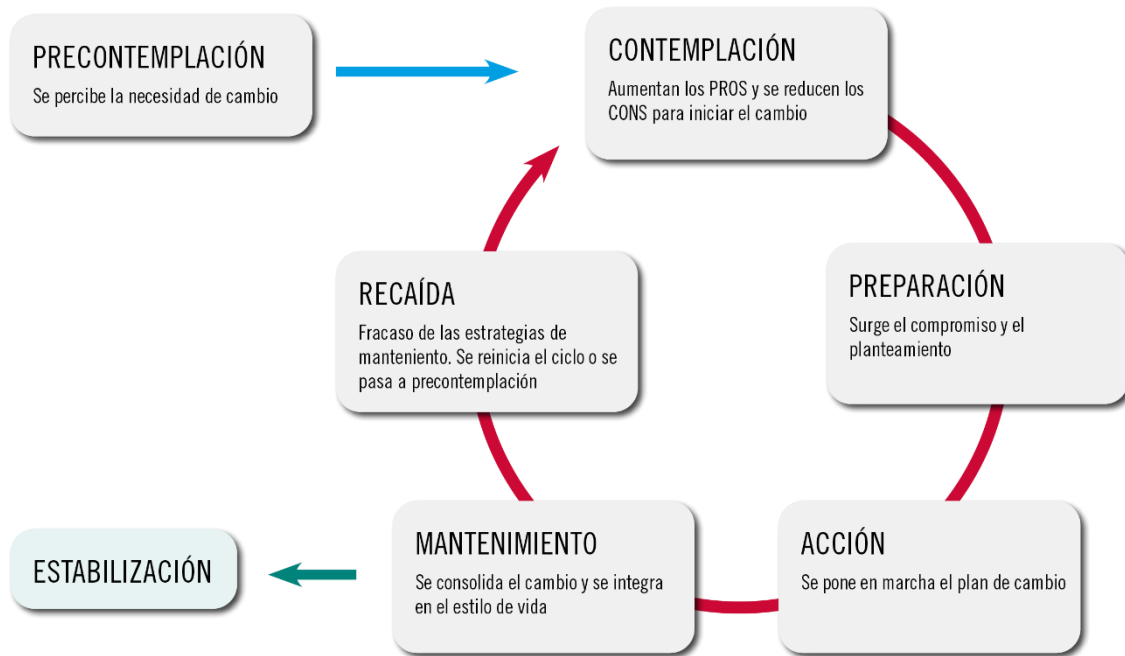 PRECONTEMPLACIÓN
Se percibe la necesidad de cambio
CONTEMPLACIÓN
Aumentan los PROS y se reducen los
CONS para iniciar el cambio
PREPARACIÓN
Surge el compromiso y el
planteamiento
ACCIÓN
Se pone en marcha el plan de cambio
MANTENIMIENTO
Se consolida el cambio y se integra
en el estilo de vida
RECAÍDA
Fracaso de las estrategias de
manteniento. Se reinicia el ciclo o se
pasa a precontemplación
ESTABILIZACIÓN